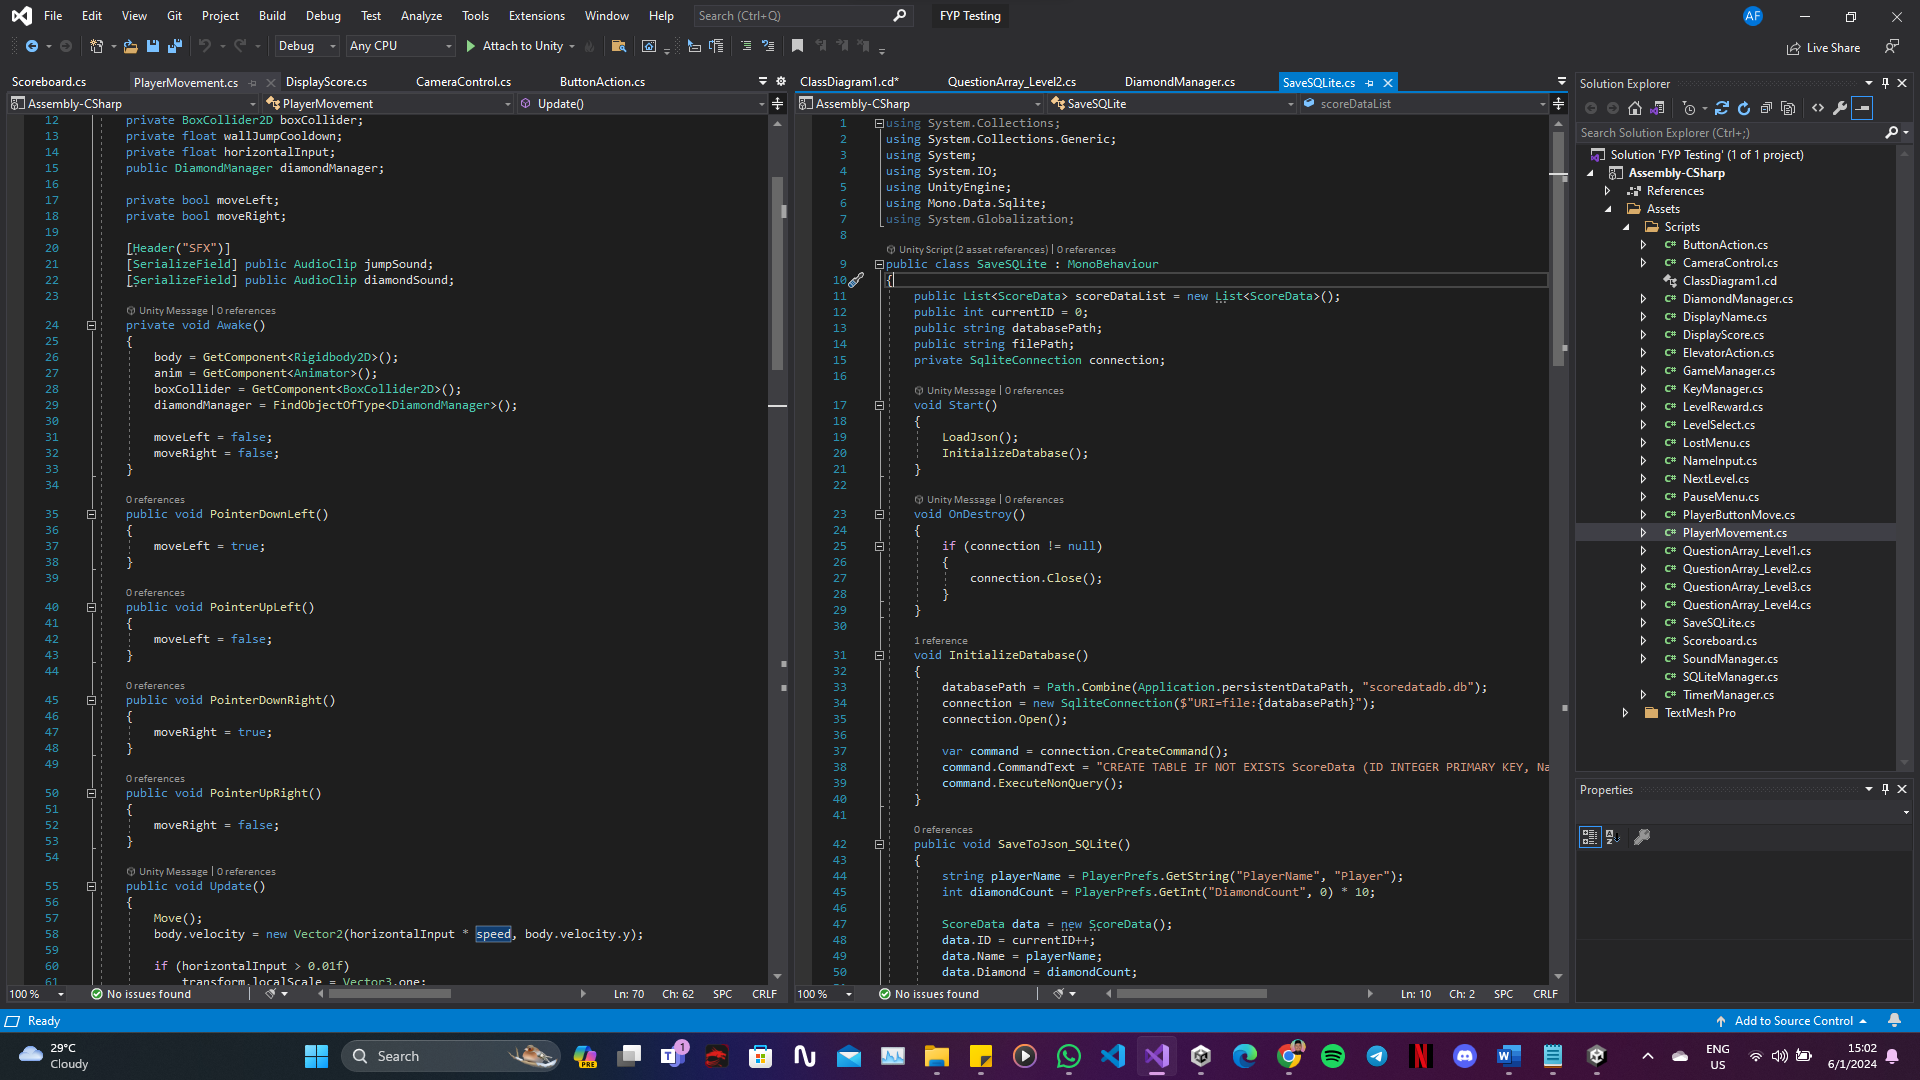 File Edit View Git Project Build Debug Test Analyze Tools Extensions Window Help Search (Ctrl+Q) FYP Testing AF
Debug Any CPU Attach to Unity Live Share
Scoreboard.cs PlayerMovement.cs DisplayScore.cs CameraControl.cs ButtonAction.cs
Assembly-CSharp PlayerMovement Update()
12 private BoxCollider2D boxCollider;
13 private float wallJumpCooldown;
14 private float horizontalInput;
15 public DiamondManager diamondManager;
16
17 private bool moveLeft;
18 private bool moveRight;
19
20 [Header("SFX")]
21 [SerializeField] public AudioClip jumpSound;
22 [SerializeField] public AudioClip diamondSound;
23
Unity Message | 0 references
24 private void Awake()
25 {
26 body = GetComponent<Rigidbody2D>();
27 anim = GetComponent<Animator>();
28 boxCollider = GetComponent<BoxCollider2D>();
29 diamondManager = FindObjectOfType<DiamondManager>();
30
31 moveLeft = false;
32 moveRight = false;
33 }
34
0 references
35 public void PointerDownLeft()
36 {
37 moveLeft = true;
38 }
39
0 references
40 public void PointerUpLeft()
41 {
42 moveLeft = false;
43 }
44
0 references
45 public void PointerDownRight()
46 {
47 moveRight = true;
48 }
49
0 references
50 public void PointerUpRight()
51 {
52 moveRight = false;
53 }
54
Unity Message | 0 references
55 public void Update()
56 {
57 Move();
58 body.velocity = new Vector2(horizontalInput * speed, body.velocity.y);
59
60 if (horizontalInput > 0.01f)
61 transform.localScale = Vector3.one;
100 % No issues found Ln: 70 Ch: 62 SPC CRLF
ClassDiagram1.cd* QuestionArray_Level2.cs DiamondManager.cs SaveSQLite.cs
Assembly-CSharp SaveSQLite scoreDataList
1 using System.Collections;
2 using System.Collections.Generic;
3 using System;
4 using System.IO;
5 using UnityEngine;
6 using Mono.Data.Sqlite;
7 using System.Globalization;
8
Unity Script (2 asset references) | 0 references
9 public class SaveSQLite : MonoBehaviour
10 {
11 public List<ScoreData> scoreDataList = new List<ScoreData>();
12 public int currentID = 0;
13 public string databasePath;
14 public string filePath;
15 private SqliteConnection connection;
16
Unity Message | 0 references
17 void Start()
18 {
19 LoadJson();
20 InitializeDatabase();
21 }
22
Unity Message | 0 references
23 void OnDestroy()
24 {
25 if (connection != null)
26 {
27 connection.Close();
28 }
29 }
30
1 reference
31 void InitializeDatabase()
32 {
33 databasePath = Path.Combine(Application.persistentDataPath, "scoredatadb.db");
34 connection = new SqliteConnection($"URI=file:{databasePath}");
35 connection.Open();
36
37 var command = connection.CreateCommand();
38 command.CommandText = "CREATE TABLE IF NOT EXISTS ScoreData (ID INTEGER PRIMARY KEY, Na
39 command.ExecuteNonQuery();
40 }
41
0 references
42 public void SaveToJson_SQLite()
43 {
44 string playerName = PlayerPrefs.GetString("PlayerName", "Player");
45 int diamondCount = PlayerPrefs.GetInt("DiamondCount", 0) * 10;
46
47 ScoreData data = new ScoreData();
48 data.ID = currentID++;
49 data.Name = playerName;
50 data.Diamond = diamondCount;
100 % No issues found Ln: 10 Ch: 2 SPC CRLF
Solution Explorer
Search Solution Explorer (Ctrl+;)
Solution 'FYP Testing' (1 of 1 project)
Assembly-CSharp
References
Assets
Scripts
C# ButtonAction.cs
C# CameraControl.cs
ClassDiagram1.cd
C# DiamondManager.cs
C# DisplayName.cs
C# DisplayScore.cs
C# ElevatorAction.cs
C# GameManager.cs
C# KeyManager.cs
C# LevelReward.cs
C# LevelSelect.cs
C# LostMenu.cs
C# NameInput.cs
C# NextLevel.cs
C# PauseMenu.cs
C# PlayerButtonMove.cs
C# PlayerMovement.cs
C# QuestionArray_Level1.cs
C# QuestionArray_Level2.cs
C# QuestionArray_Level3.cs
C# QuestionArray_Level4.cs
C# SaveSQLite.cs
C# Scoreboard.cs
C# SoundManager.cs
C# SQLiteManager.cs
C# TimerManager.cs
TextMesh Pro
Properties
Ready Add to Source Control
29°C
Cloudy
Search
PRE
1
ENG
US
15:02
6/1/2024